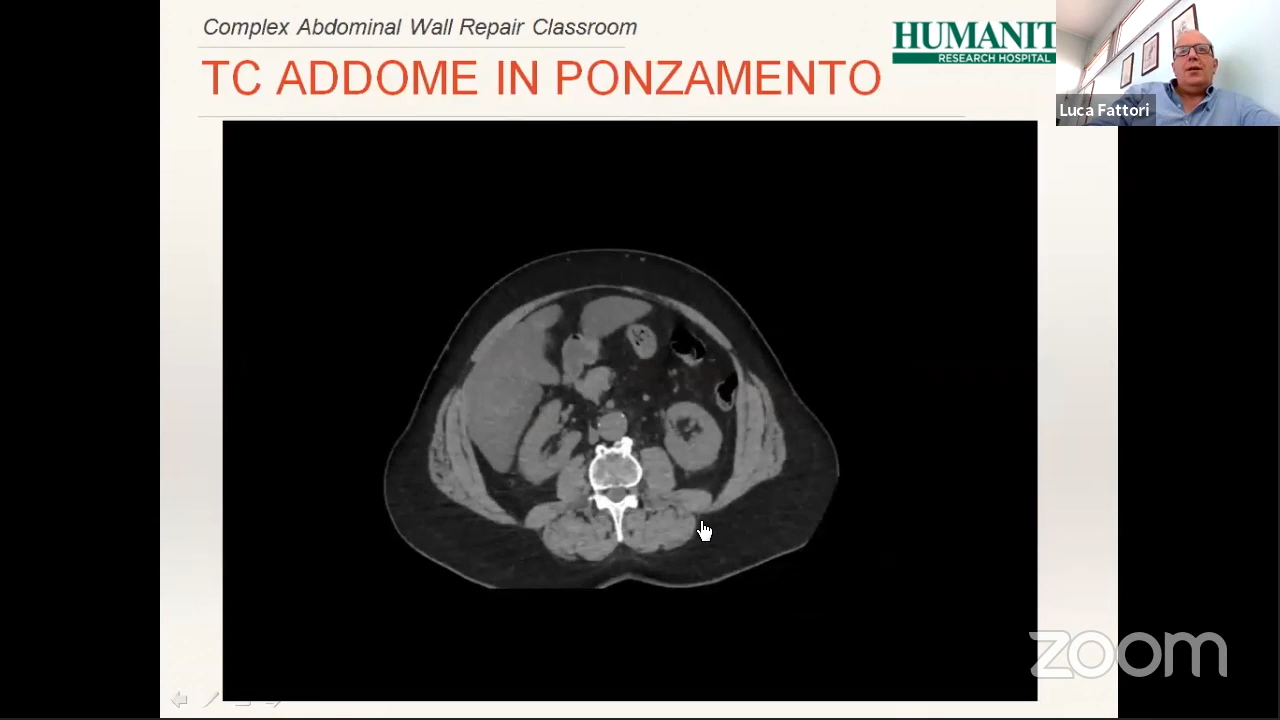 Complex Abdominal Wall Repair Classroom
HUMANIT
RESEARCH HOSPITAL
TC ADDOME IN PONZAMENTO
Luca Fattori
zoom